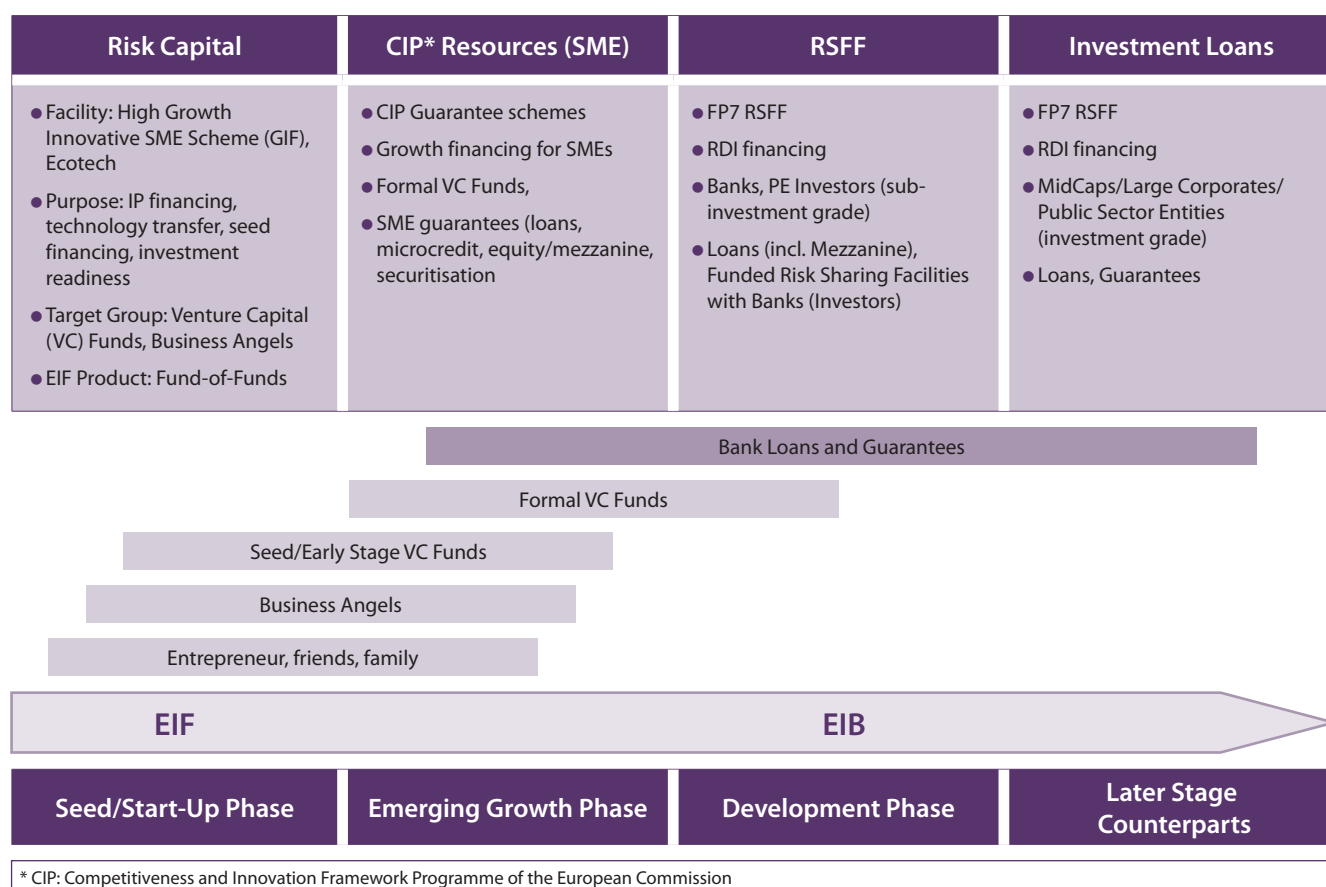 Risk Capital
CIP* Resources (SME)
RSFF
Investment Loans
● Facility: High Growth
Innovative SME Scheme (GIF),
Ecotech
● Purpose: IP financing,
technology transfer, seed
financing, investment
readiness
● Target Group: Venture Capital
(VC) Funds, Business Angels
● EIF Product: Fund-of-Funds
● CIP Guarantee schemes
● Growth financing for SMEs
● Formal VC Funds,
● SME guarantees (loans,
microcredit, equity/mezzanine,
securitisation
● FP7 RSFF
● RDI financing
● Banks, PE Investors (sub-
investment grade)
● Loans (incl. Mezzanine),
Funded Risk Sharing Facilities
with Banks (Investors)
● FP7 RSFF
● RDI financing
● MidCaps/Large Corporates/
Public Sector Entities
(investment grade)
● Loans, Guarantees
Bank Loans and Guarantees
Formal VC Funds
Seed/Early Stage VC Funds
Business Angels
Entrepreneur, friends, family
EIF
EIB
Seed/Start-Up Phase
Emerging Growth Phase
Development Phase
Later Stage
Counterparts
* CIP: Competitiveness and Innovation Framework Programme of the European Commission